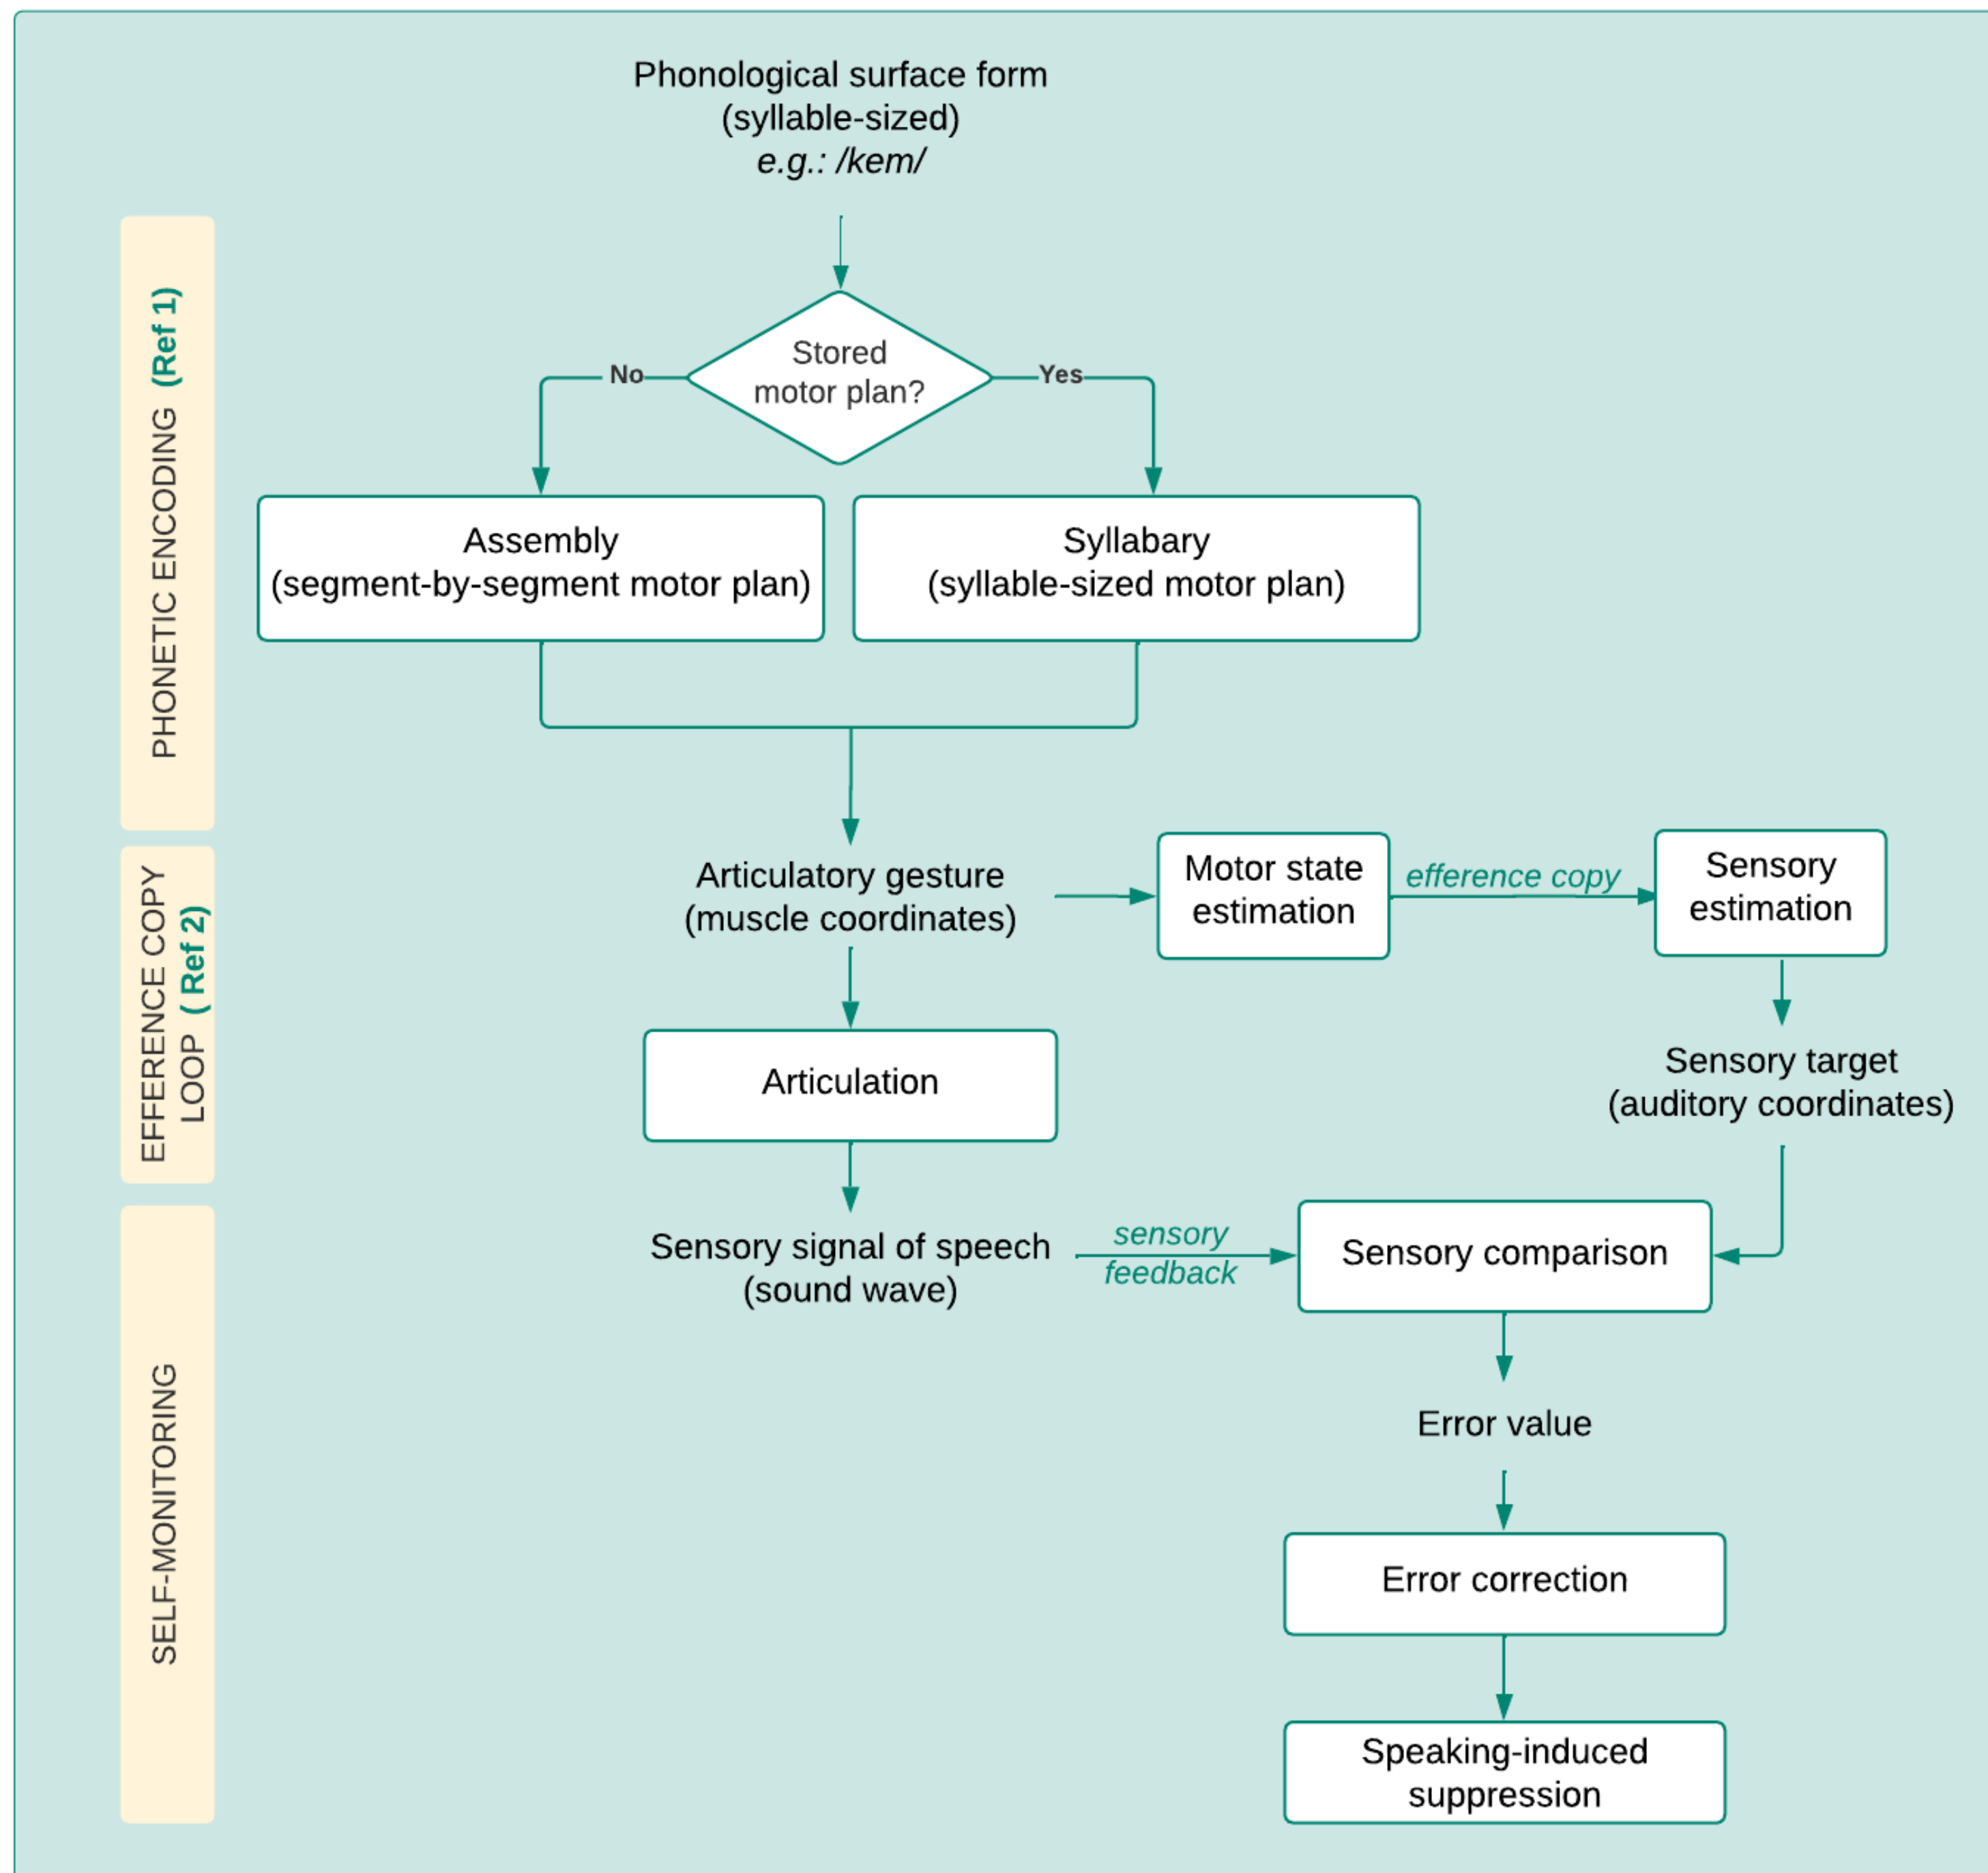 Phonological surface form
(syllable-sized)
e.g.: /kem/
PHONETIC ENCODING (Ref 1)
Stored
motor plan?
No
Yes
Assembly
(segment-by-segment motor plan)
Syllabary
(syllable-sized motor plan)
EFFERENCE COPY
LOOP ( Ref 2)
Articulatory gesture
(muscle coordinates)
Motor state
estimation
efference copy
Sensory
estimation
Articulation
Sensory target
(auditory coordinates)
SELF-MONITORING
Sensory signal of speech
(sound wave)
sensory
feedback
Sensory comparison
Error value
Error correction
Speaking-induced
suppression